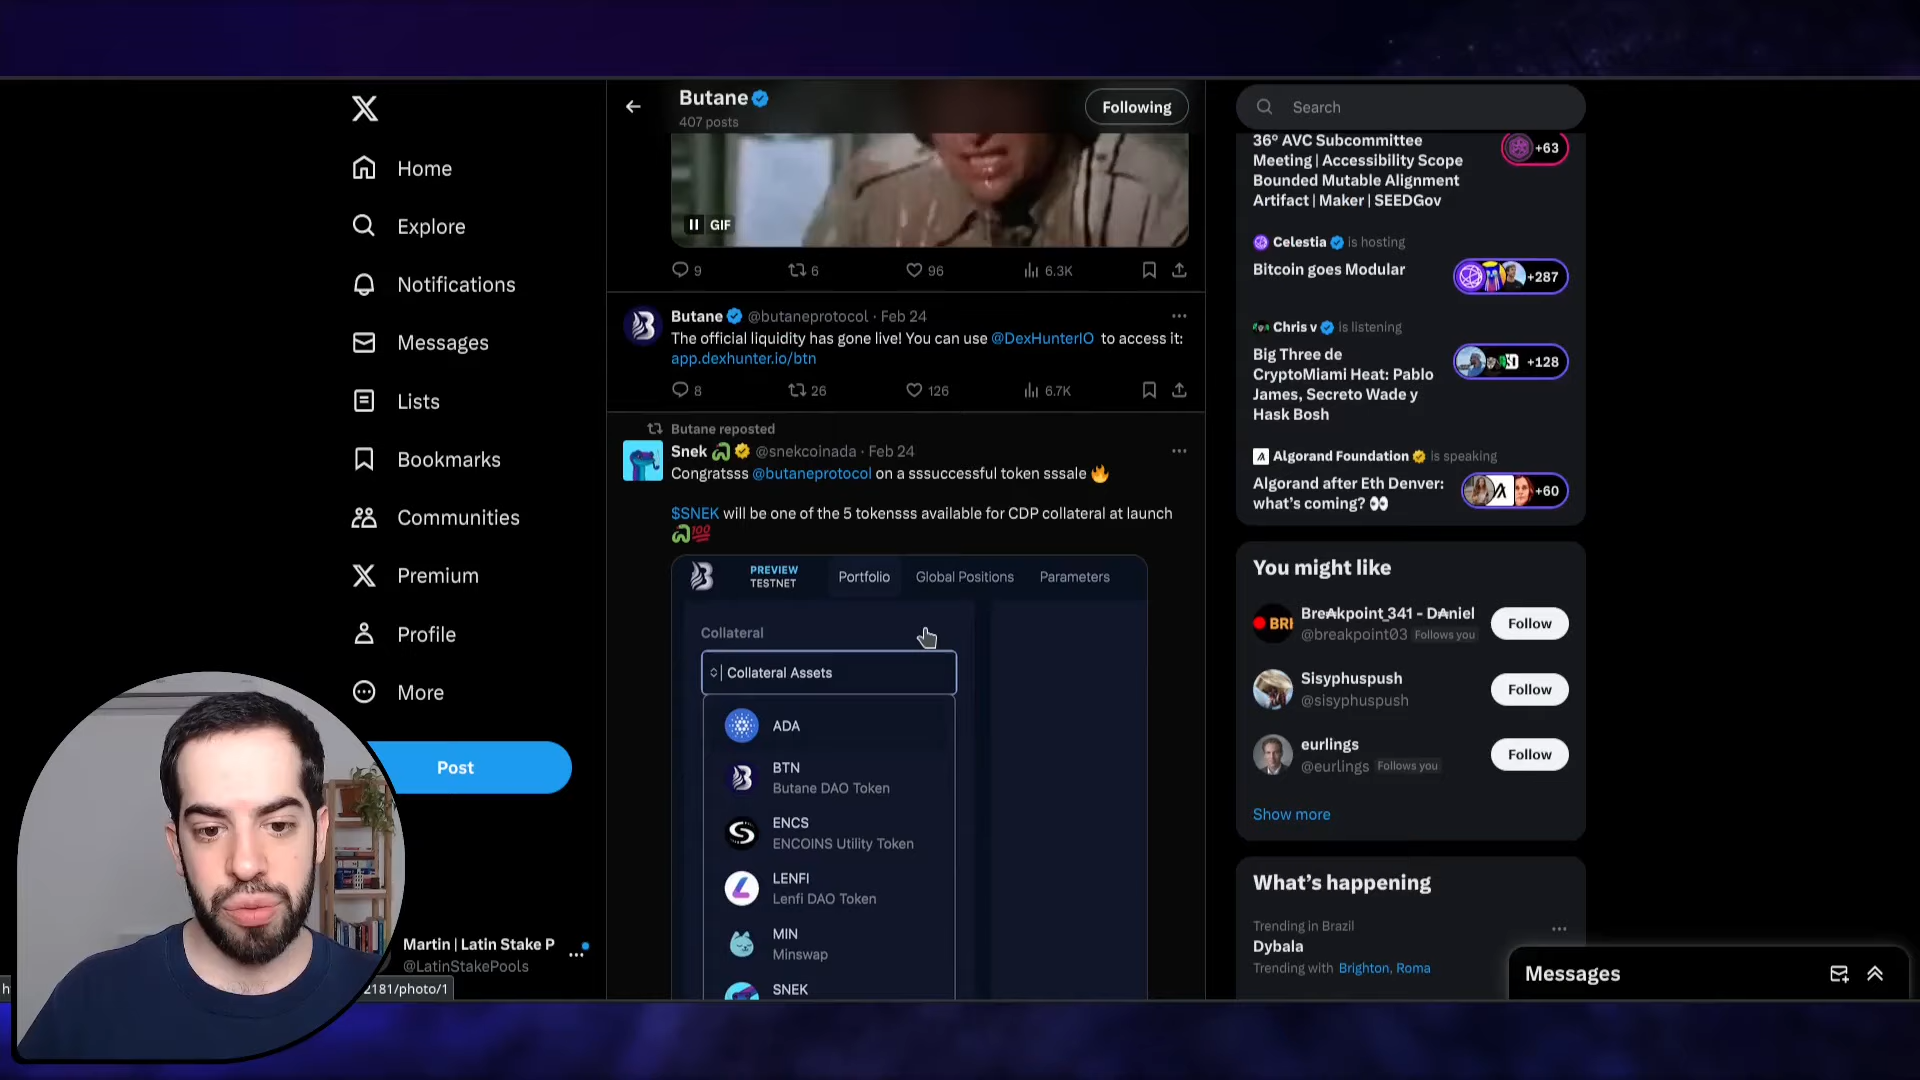 Home
Explore
Notifications
Messages
Lists
Bookmarks
Communities
Premium
Profile
More
Post
Martin | Latin Stake P
@LatinStakePools
2181/photo/1
Butane
407 posts
Following
GIF
9
6
96
6.3K
Butane @butaneprotocol · Feb 24
The official liquidity has gone live! You can use @DexHunterIO to access it:
app.dexhunter.io/btn
8
26
126
6.7K
Butane reposted
Snek @snekcoinada · Feb 24
Congratsss @butaneprotocol on a sssuccessful token sssale 🔥
$SNEK will be one of the 5 tokensss available for CDP collateral at launch
🐍💯
PREVIEW
TESTNET
Portfolio
Global Positions
Parameters
Collateral
Collateral Assets
ADA
BTN
Butane DAO Token
ENCS
ENCOINS Utility Token
LENFI
Lenfi DAO Token
MIN
Minswap
SNEK
Search
36º AVC Subcommittee
Meeting | Accessibility Scope
Bounded Mutable Alignment
Artifact | Maker | SEEDGov
+63
Celestia is hosting
Bitcoin goes Modular
+287
Chris v is listening
Big Three de
CryptoMiami Heat: Pablo
James, Secreto Wade y
Hask Bosh
+128
Algorand Foundation is speaking
Algorand after Eth Denver:
what's coming? 👀
+60
You might like
Bre₳kpoint_341 - D₳niel
@breakpoint03 Follows you
Follow
Sisyphuspush
@sisyphuspush
Follow
eurlings
@eurlings Follows you
Follow
Show more
What's happening
Trending in Brazil
Dybala
Trending with Brighton, Roma
Messages